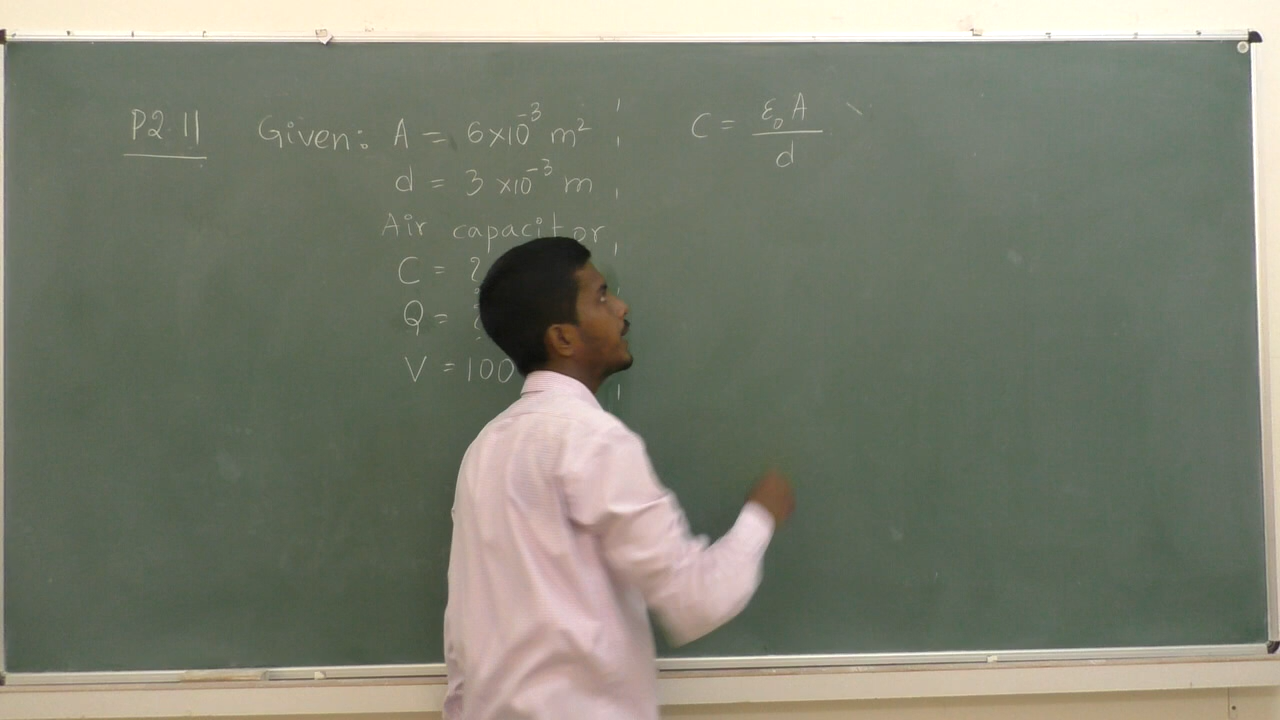 P2.11 Given: A = 6×10⁻³ m²
d = 3×10⁻³ m
Air capacitor
C = ?
Q = ?
V = 100
C = ε₀A / d